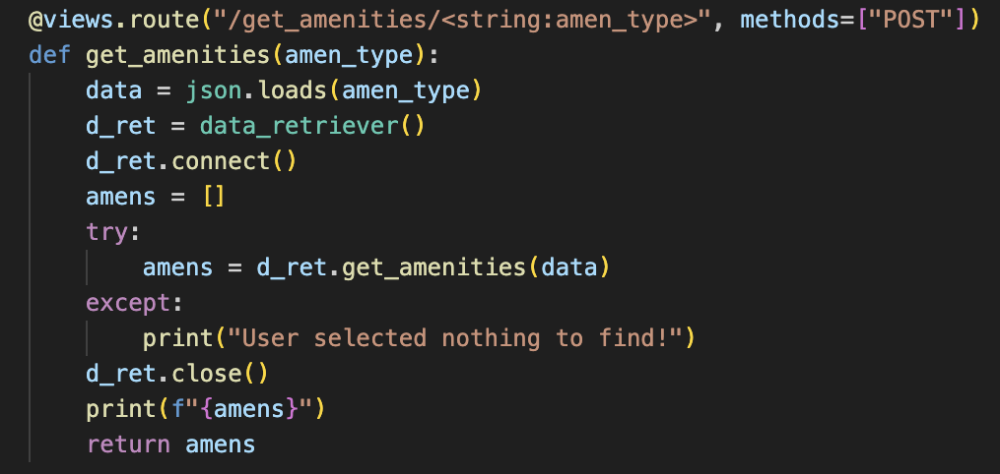 @views.route("/get_amenities/<string:amen_type>", methods=["POST"])
def get_amenities(amen_type):
    data = json.loads(amen_type)
    d_ret = data_retriever()
    d_ret.connect()
    amens = []
    try:
        amens = d_ret.get_amenities(data)
    except:
        print("User selected nothing to find!")
    d_ret.close()
    print(f"{amens}")
    return amens